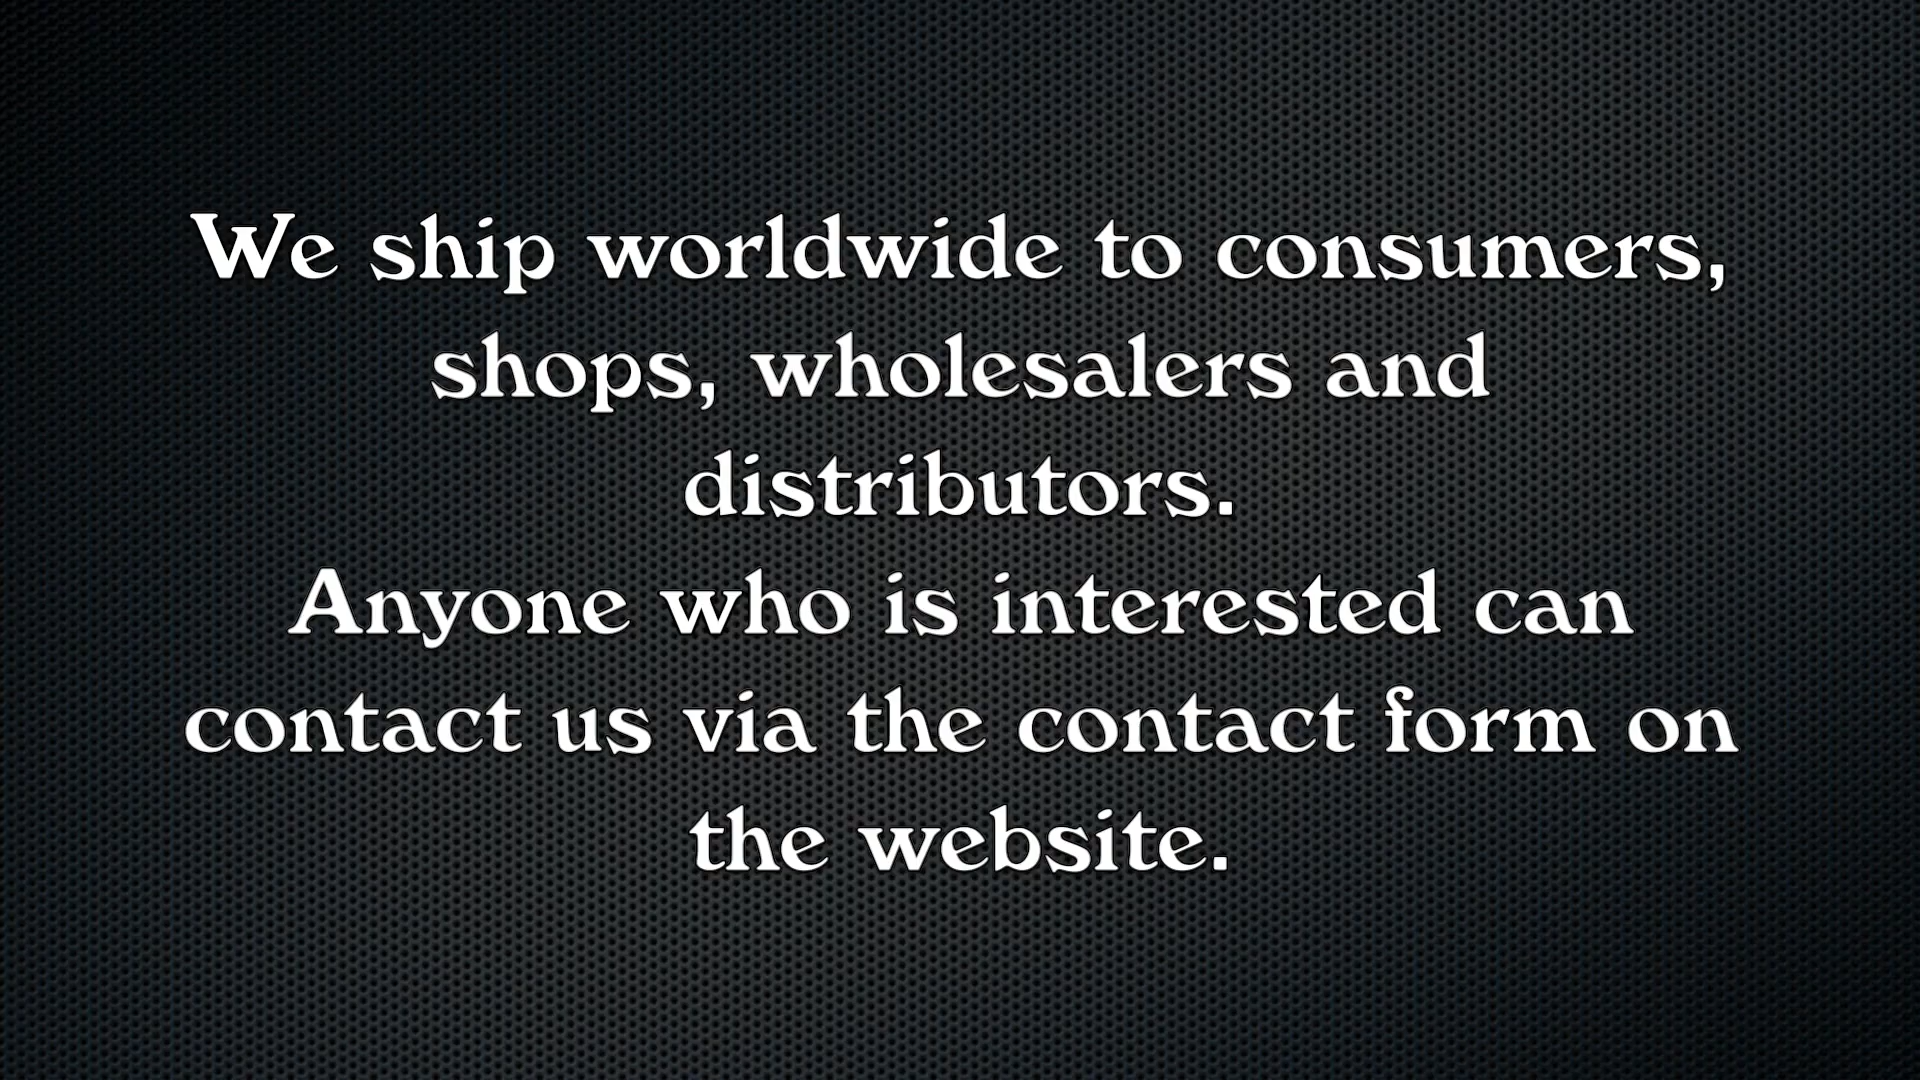 We ship worldwide to consumers,
shops, wholesalers and
distributors.
Anyone who is interested can
contact us via the contact form on
the website.